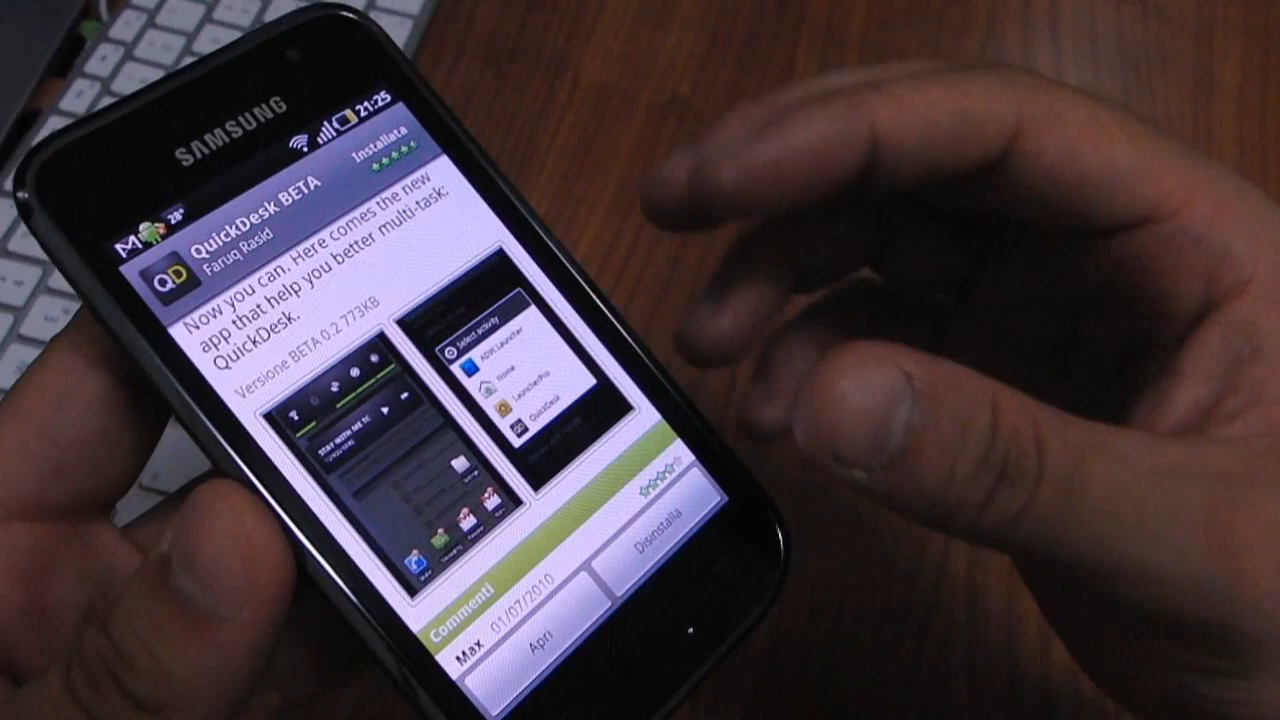 SAMSUNG
21:25
28°
QuickDesk BETA
Installata
QD
Faruq Rasid
Now you can. Here comes the new
app that help you better multi-task:
QuickDesk.
Versione BETA 0.2 773KB
STAY WITH ME TC
Select activity
ADW.Launcher
Home
LauncherPro
QuickDesk
Commenti
Max 01/07/2010
Apri
Disinstalla